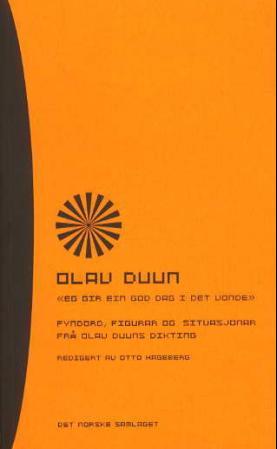 OLAV DUUN
«EG GIR EIN GOD DAG I DET VONDE»
FYNDORD, FIGURAR OG SITUASJONAR
FRÅ OLAV DUUNS DIKTING
REDIGERT AV OTTO HAGEBERG
DET NORSKE SAMLAGET